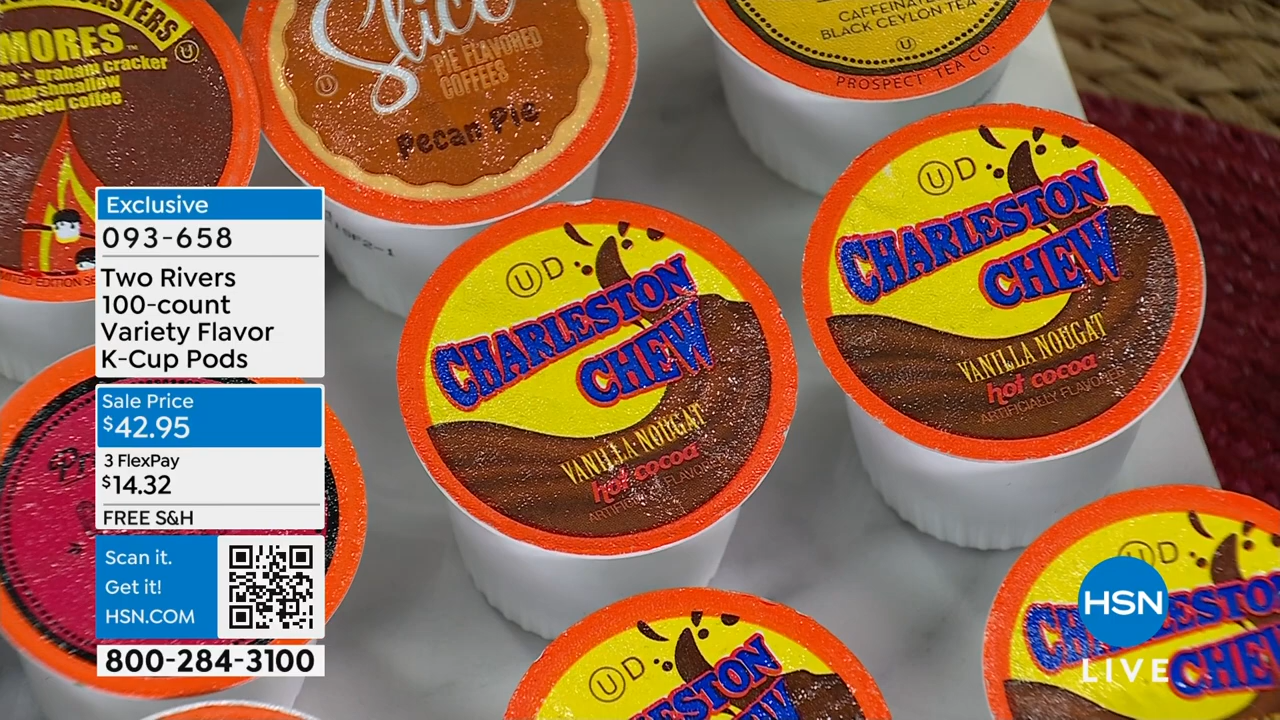 MORES™
+ graham cracker
marshmallow
coffee
U
Slice
PIE FLAVORED
COFFEES
Pecan Pie
U
CAFFEINATED
BLACK CEYLON TEA
U
PROSPECT TEA CO.
U D
CHARLESTON
CHEW
VANILLA NOUGAT
hot cocoa
ARTIFICIALLY FLAVORED
U D
CHARLESTON
CHEW
VANILLA NOUGAT
hot cocoa
U D
U D
CHEW
Exclusive
093-658
Two Rivers
100-count
Variety Flavor
K-Cup Pods
Sale Price
$42.95
3 FlexPay
$14.32
FREE S&H
Scan it.
Get it!
HSN.COM
800-284-3100
HSN
LIVE